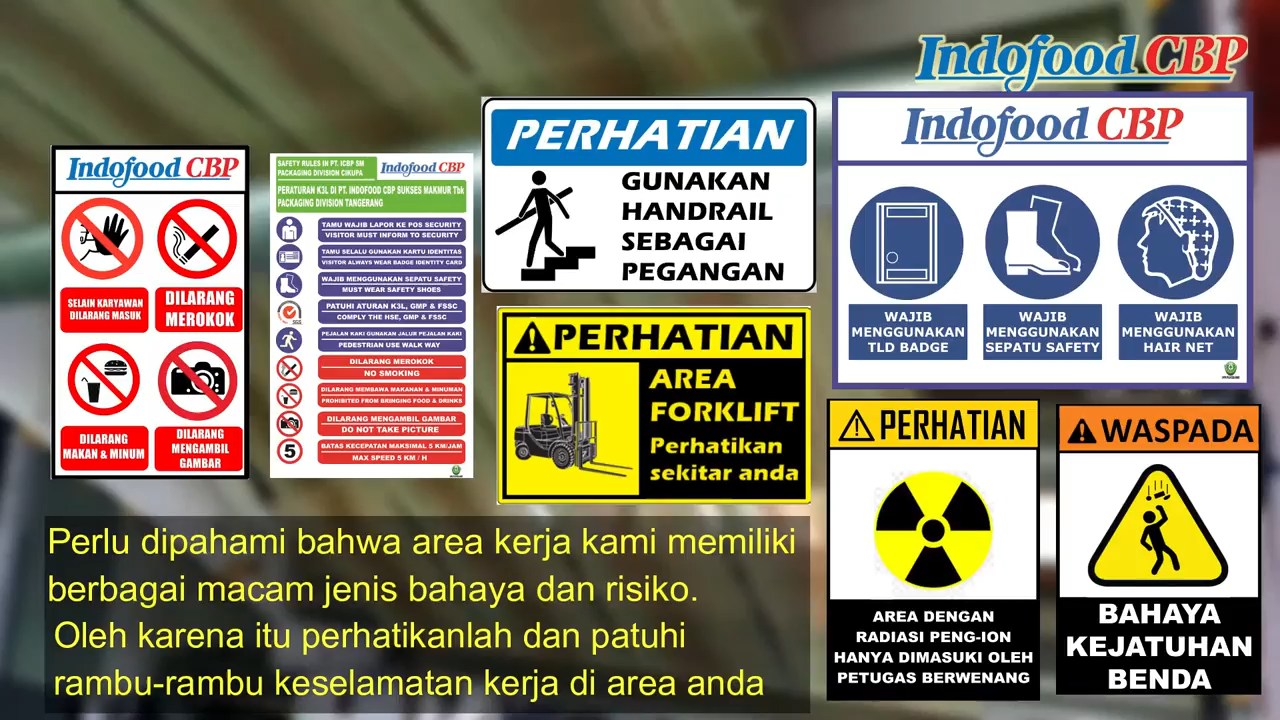 Indofood CBP
Indofood CBP
SELAIN KARYAWAN
DILARANG MASUK
DILARANG
MEROKOK
DILARANG
MAKAN & MINUM
DILARANG
MENGAMBIL
GAMBAR
SAFETY RULES IN PT. ICBP SM
PACKAGING DIVISION CIKUPA
Indofood CBP
PERATURAN K3L DI PT. INDOFOOD CBP SUKSES MAKMUR Tbk
PACKAGING DIVISION TANGERANG
TAMU WAJIB LAPOR KE POS SECURITY
VISITOR MUST INFORM TO SECURITY
TAMU SELALU GUNAKAN KARTU IDENTITAS
VISITOR ALWAYS WEAR BADGE IDENTITY CARD
WAJIB MENGGUNAKAN SEPATU SAFETY
MUST WEAR SAFETY SHOES
PATUHI ATURAN K3L, GMP & FSSC
COMPLY THE HSE, GMP & FSSC
PEJALAN KAKI GUNAKAN JALUR PEJALAN KAKI
PEDESTRIAN USE WALK WAY
DILARANG MEROKOK
NO SMOKING
DILARANG MEMBAWA MAKANAN & MINUMAN
PROHIBITED FROM BRINGING FOOD & DRINKS
DILARANG MENGAMBIL GAMBAR
DO NOT TAKE PICTURE
5
BATAS KECEPATAN MAKSIMAL 5 KM/JAM
MAX SPEED 5 KM / H
PERHATIAN
GUNAKAN
HANDRAIL
SEBAGAI
PEGANGAN
PERHATIAN
AREA
FORKLIFT
Perhatikan
sekitar anda
Indofood CBP
WAJIB
MENGGUNAKAN
TLD BADGE
WAJIB
MENGGUNAKAN
SEPATU SAFETY
WAJIB
MENGGUNAKAN
HAIR NET
PERHATIAN
AREA DENGAN
RADIASI PENG-ION
HANYA DIMASUKI OLEH
PETUGAS BERWENANG
WASPADA
BAHAYA
KEJATUHAN
BENDA
Perlu dipahami bahwa area kerja kami memiliki
berbagai macam jenis bahaya dan risiko.
Oleh karena itu perhatikanlah dan patuhi
rambu-rambu keselamatan kerja di area anda